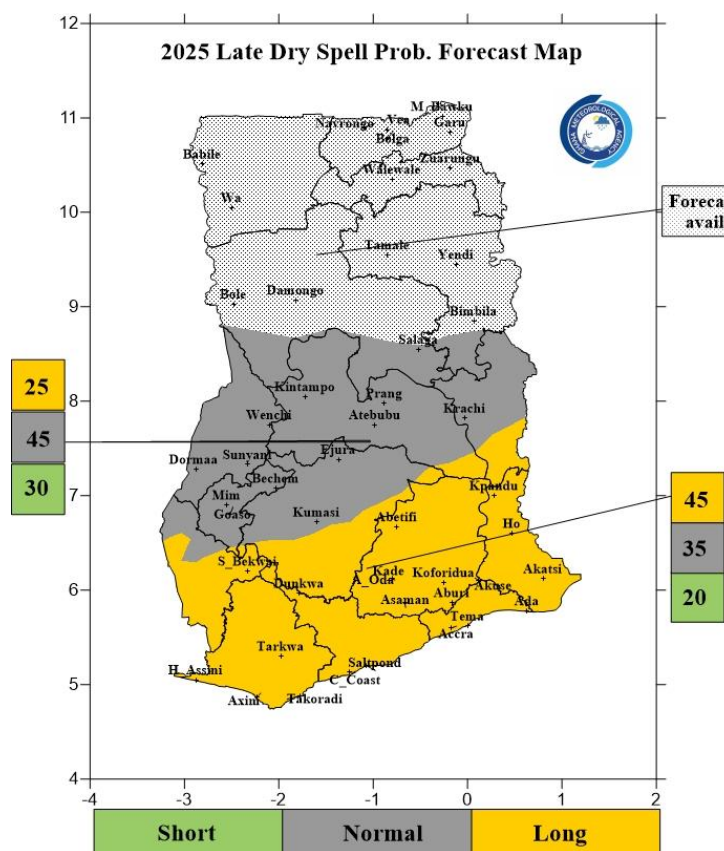 2025 Late Dry Spell Prob. Forecast Map
12
11
10
9
8
7
6
5
4
-4
-3
-2
-1
0
1
2
GHANA METEOROLOGICAL AGENCY
M_Bawku
Navrongo
Vea
Garu
Bolga
Babile
Zuarungu
Walewale
Wa
Foreca
avail
Tamale
Yendi
Bole
Damongo
Bimbila
Salaga
Kintampo
Prang
Wenchi
Atebubu
Krachi
Ejura
Dormaa
Sunyani
Bechem
Mim
Goaso
Kumasi
Kpandu
Abetifi
Ho
S_Bekwai
Kade
A_Oda
Koforidua
Akatsi
Dunkwa
Akuse
Asaman
Aburi
Ada
Tema
Accra
Tarkwa
Saltpond
H_Assini
C_Coast
Axim
Takoradi
25
45
30
45
35
20
Short
Normal
Long